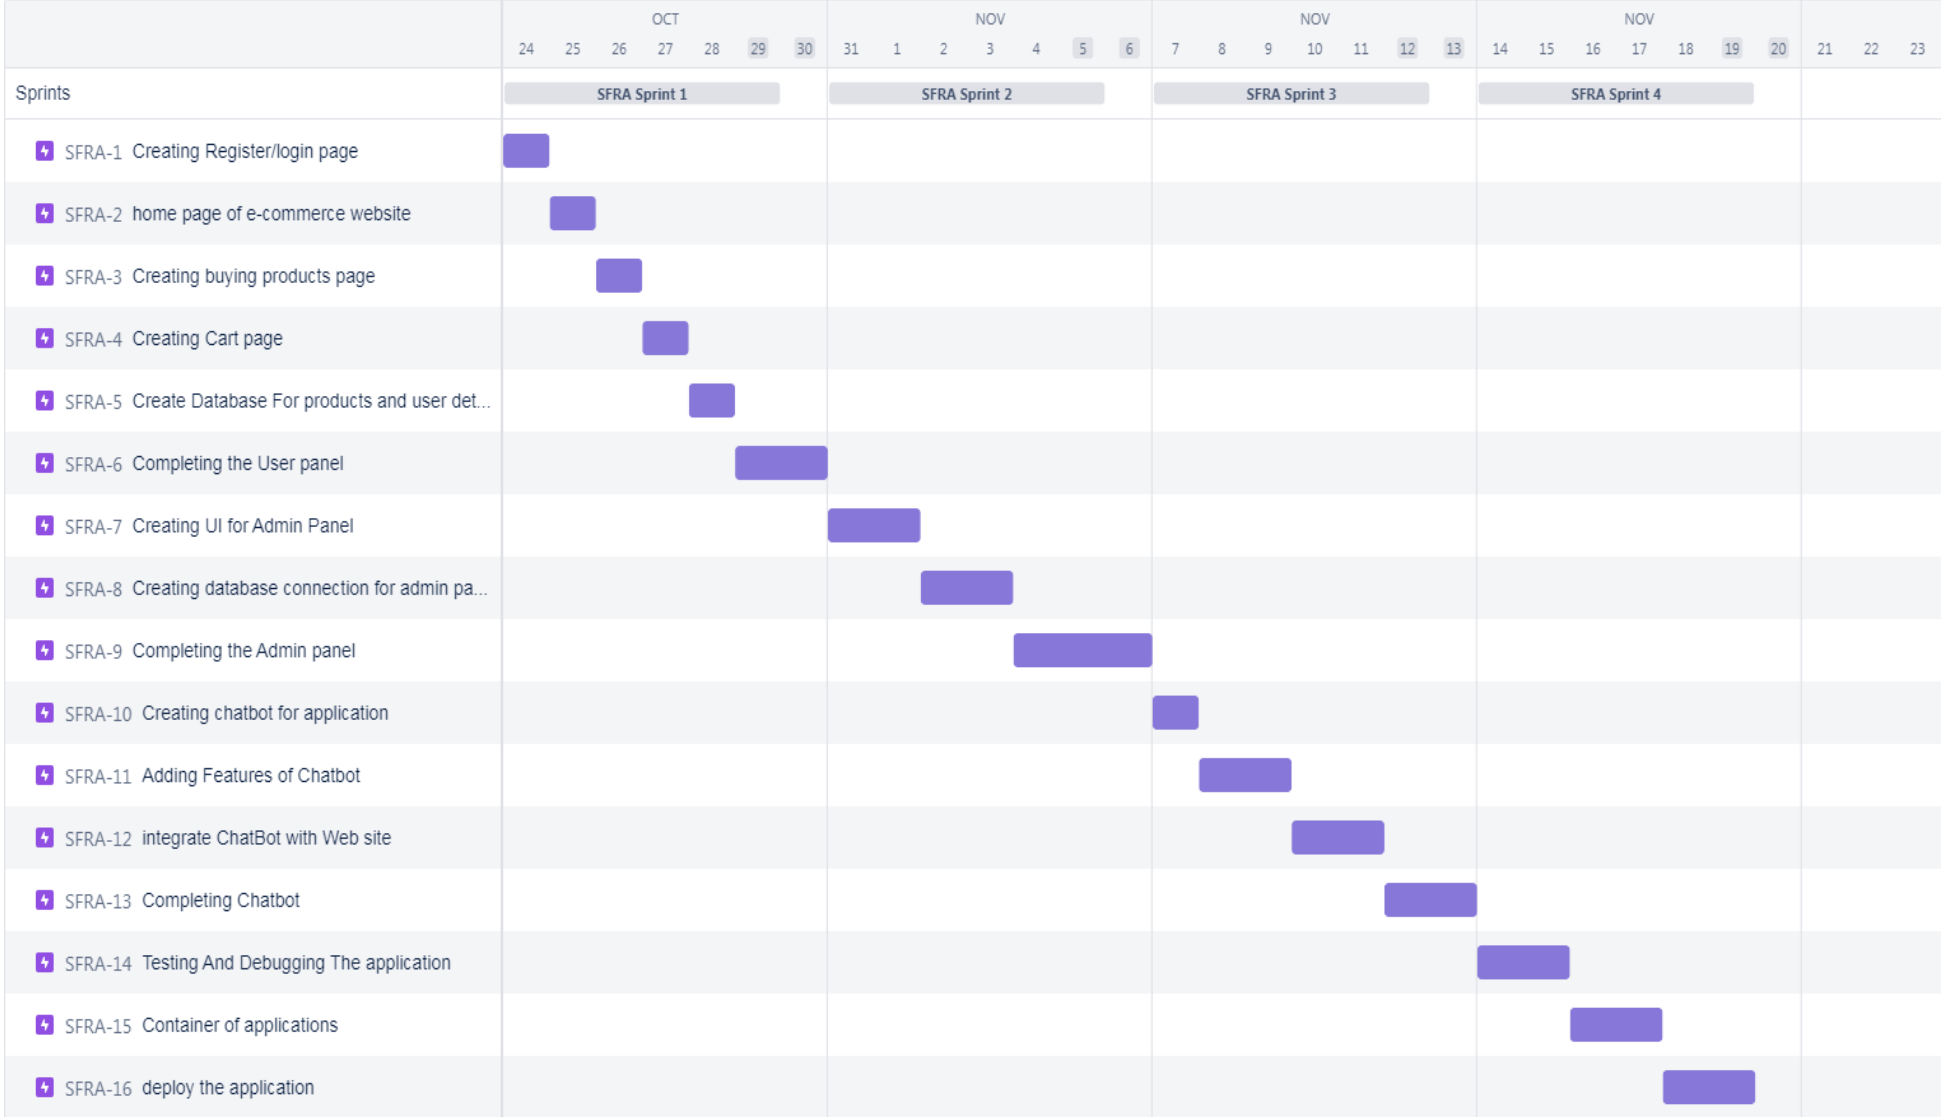 OCT NOV NOV NOV
24 25 26 27 28 29 30 31 1 2 3 4 5 6 7 8 9 10 11 12 13 14 15 16 17 18 19 20 21 22 23
Sprints SFRA Sprint 1 SFRA Sprint 2 SFRA Sprint 3 SFRA Sprint 4
SFRA-1 Creating Register/login page
SFRA-2 home page of e-commerce website
SFRA-3 Creating buying products page
SFRA-4 Creating Cart page
SFRA-5 Create Database For products and user det...
SFRA-6 Completing the User panel
SFRA-7 Creating UI for Admin Panel
SFRA-8 Creating database connection for admin pa...
SFRA-9 Completing the Admin panel
SFRA-10 Creating chatbot for application
SFRA-11 Adding Features of Chatbot
SFRA-12 integrate ChatBot with Web site
SFRA-13 Completing Chatbot
SFRA-14 Testing And Debugging The application
SFRA-15 Container of applications
SFRA-16 deploy the application